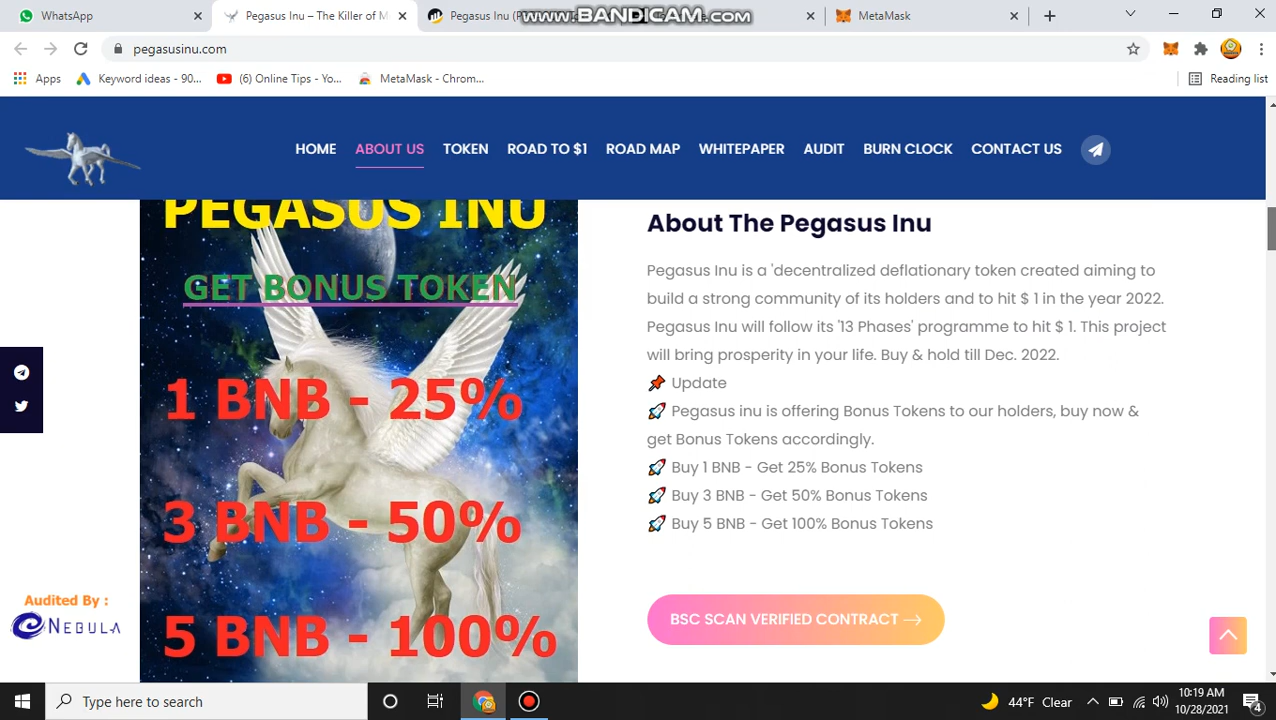 WhatsApp
Pegasus Inu – The Killer of M
Pegasus Inu (P
www.BANDICAM.com
MetaMask
pegasusinu.com
Apps
Keyword ideas - 90...
(6) Online Tips - Yo...
MetaMask - Chrom...
Reading list
HOME
ABOUT US
TOKEN
ROAD TO $1
ROAD MAP
WHITEPAPER
AUDIT
BURN CLOCK
CONTACT US
PEGASUS INU
GET BONUS TOKEN
1 BNB - 25%
3 BNB - 50%
5 BNB - 100%
About The Pegasus Inu
Pegasus Inu is a 'decentralized deflationary token created aiming to
build a strong community of its holders and to hit $ 1 in the year 2022.
Pegasus Inu will follow its '13 Phases' programme to hit $ 1. This project
will bring prosperity in your life. Buy & hold till Dec. 2022.
Update
Pegasus inu is offering Bonus Tokens to our holders, buy now &
get Bonus Tokens accordingly.
Buy 1 BNB - Get 25% Bonus Tokens
Buy 3 BNB - Get 50% Bonus Tokens
Buy 5 BNB - Get 100% Bonus Tokens
BSC SCAN VERIFIED CONTRACT
Audited By :
NEBULA
Type here to search
44°F Clear
10:19 AM
10/28/2021
4